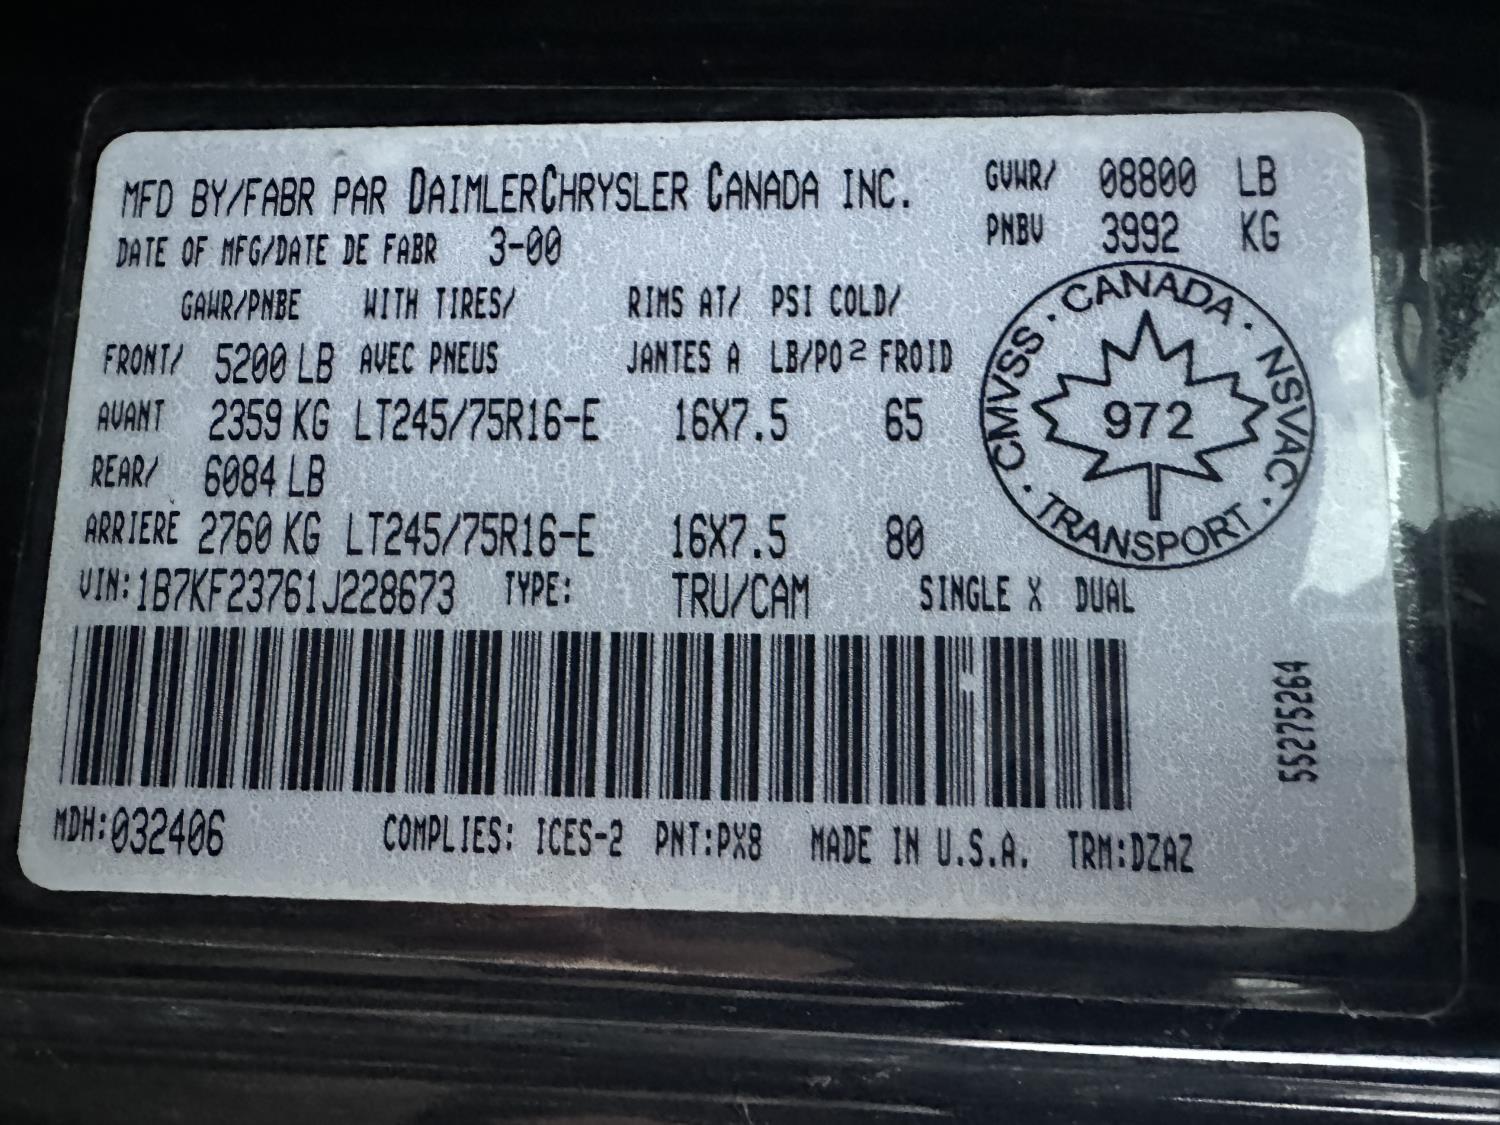 MFD BY/FABR PAR DAIMLERCHRYSLER CANADA INC. GVWR/ 08800 LB
DATE OF MFG/DATE DE FABR 3-00 PNBV 3992 KG
GAWR/PNBE WITH TIRES/ RIMS AT/ PSI COLD/
FRONT/ 5200 LB AVEC PNEUS JANTES A LB/PO² FROID
AVANT 2359 KG LT245/75R16-E 16X7.5 65
REAR/ 6084 LB
ARRIERE 2760 KG LT245/75R16-E 16X7.5 80
CANADA · NSVAC · TRANSPORT · CMVSS ·
972
VIN:1B7KF23761J228673 TYPE: TRU/CAM SINGLE X DUAL
55275264
MDH:032406 COMPLIES: ICES-2 PNT:PX8 MADE IN U.S.A. TRM:DZAZ